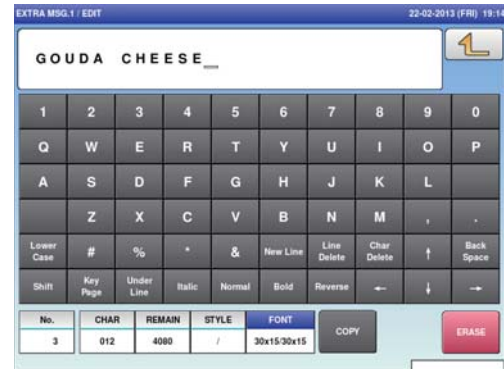 EXTRA MSG.1 / EDIT 22-02-2013 (FRI) 19:14
GOUDA CHEESE_
1 2 3 4 5 6 7 8 9 0
Q W E R T Y U I O P
A S D F G H J K L
Z X C V B N M , .
Lower Case # % * & New Line Line Delete Char Delete ↑ Back Space
Shift Key Page Under Line Italic Normal Bold Reverse ← ↓ →
No. CHAR REMAIN STYLE FONT COPY ERASE
3 012 4080 / 30x15/30x15